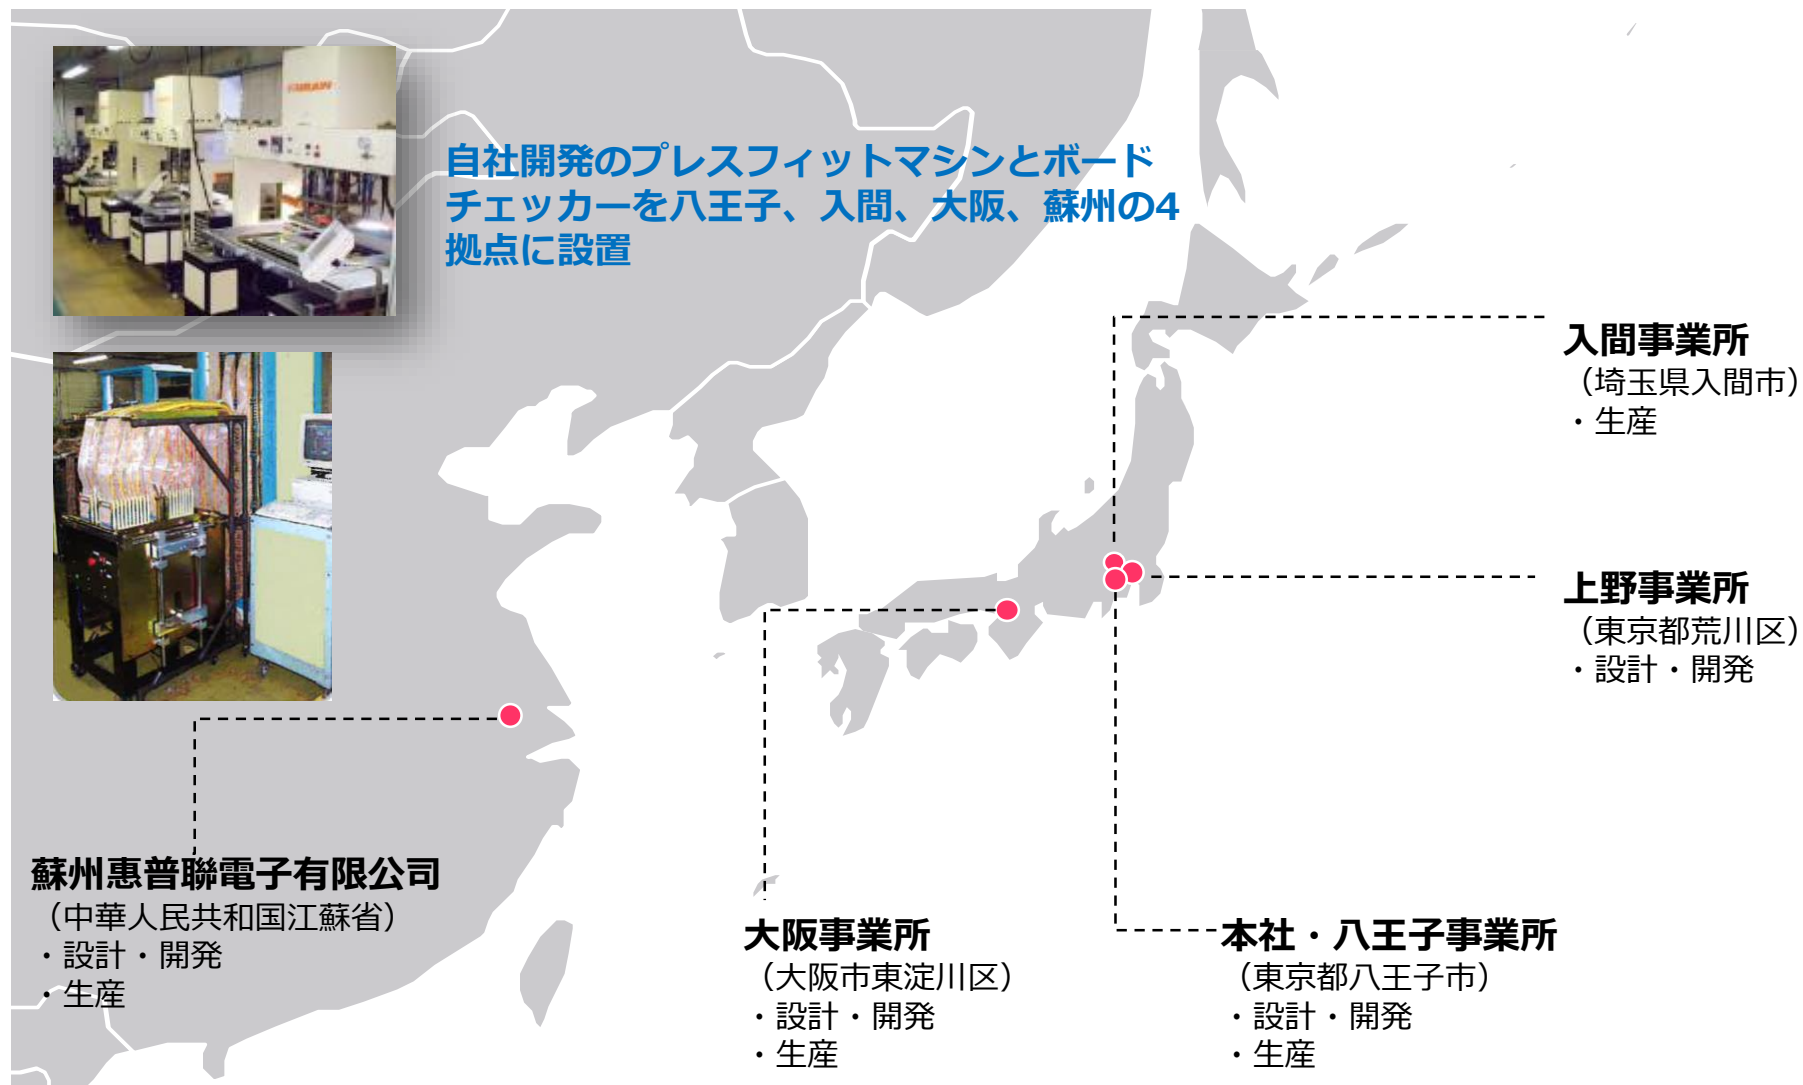 自社開発のプレスフィットマシンとボード
チェッカーを八王子、入間、大阪、蘇州の4
拠点に設置
入間事業所
（埼玉県入間市）
・生産
上野事業所
（東京都荒川区）
・設計・開発
蘇州惠普聯電子有限公司
（中華人民共和国江蘇省）
・設計・開発
・生産
大阪事業所
（大阪市東淀川区）
・設計・開発
・生産
本社・八王子事業所
（東京都八王子市）
・設計・開発
・生産